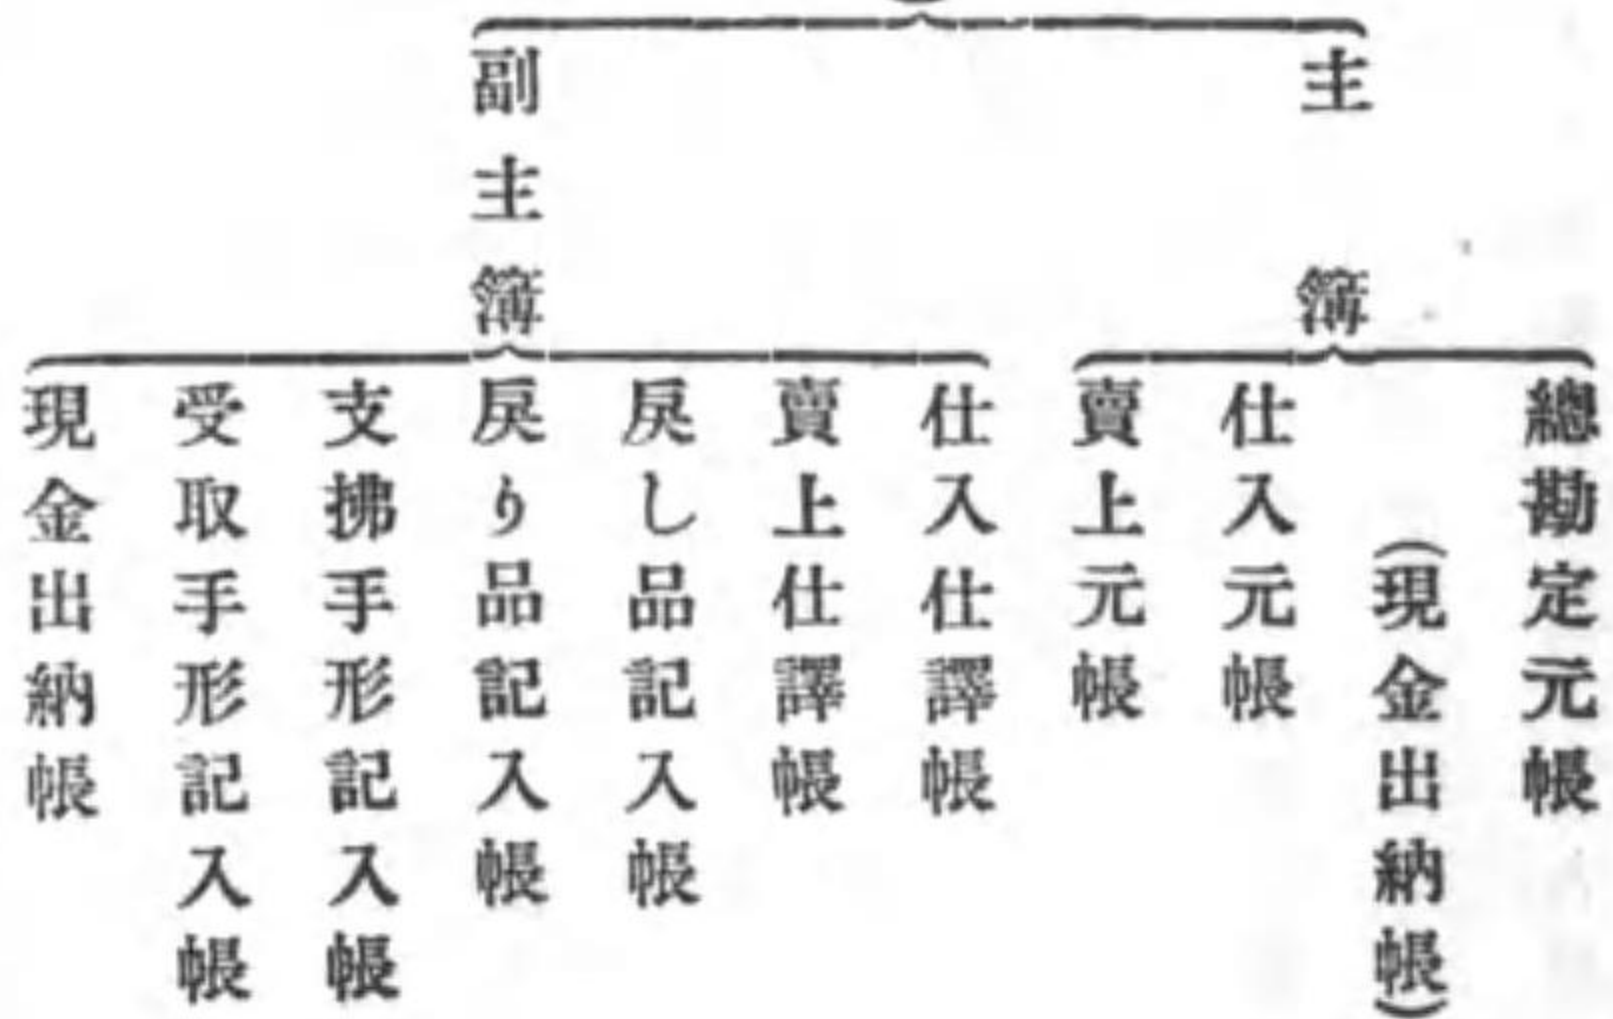 主簿
總勘定元帳
(現金出納帳)
仕入元帳
賣上元帳
副主簿
仕入仕譯帳
賣上仕譯帳
戾し品記入帳
戾り品記入帳
支拂手形記入帳
受取手形記入帳
現金出納帳